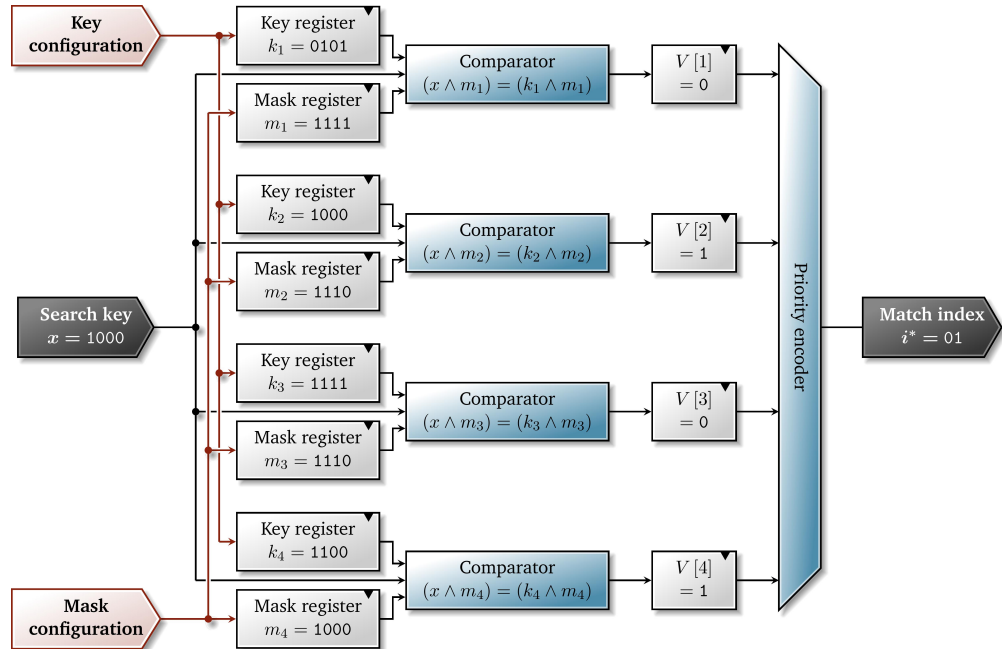 Key
configuration
Key register
k₁ = 0101
Mask register
m₁ = 1111
Comparator
(x ∧ m₁) = (k₁ ∧ m₁)
V [1]
= 0
Key register
k₂ = 1000
Mask register
m₂ = 1110
Comparator
(x ∧ m₂) = (k₂ ∧ m₂)
V [2]
= 1
Search key
x = 1000
Key register
k₃ = 1111
Mask register
m₃ = 1110
Comparator
(x ∧ m₃) = (k₃ ∧ m₃)
V [3]
= 0
Key register
k₄ = 1100
Mask register
m₄ = 1000
Comparator
(x ∧ m₄) = (k₄ ∧ m₄)
V [4]
= 1
Mask
configuration
Priority encoder
Match index
i* = 01